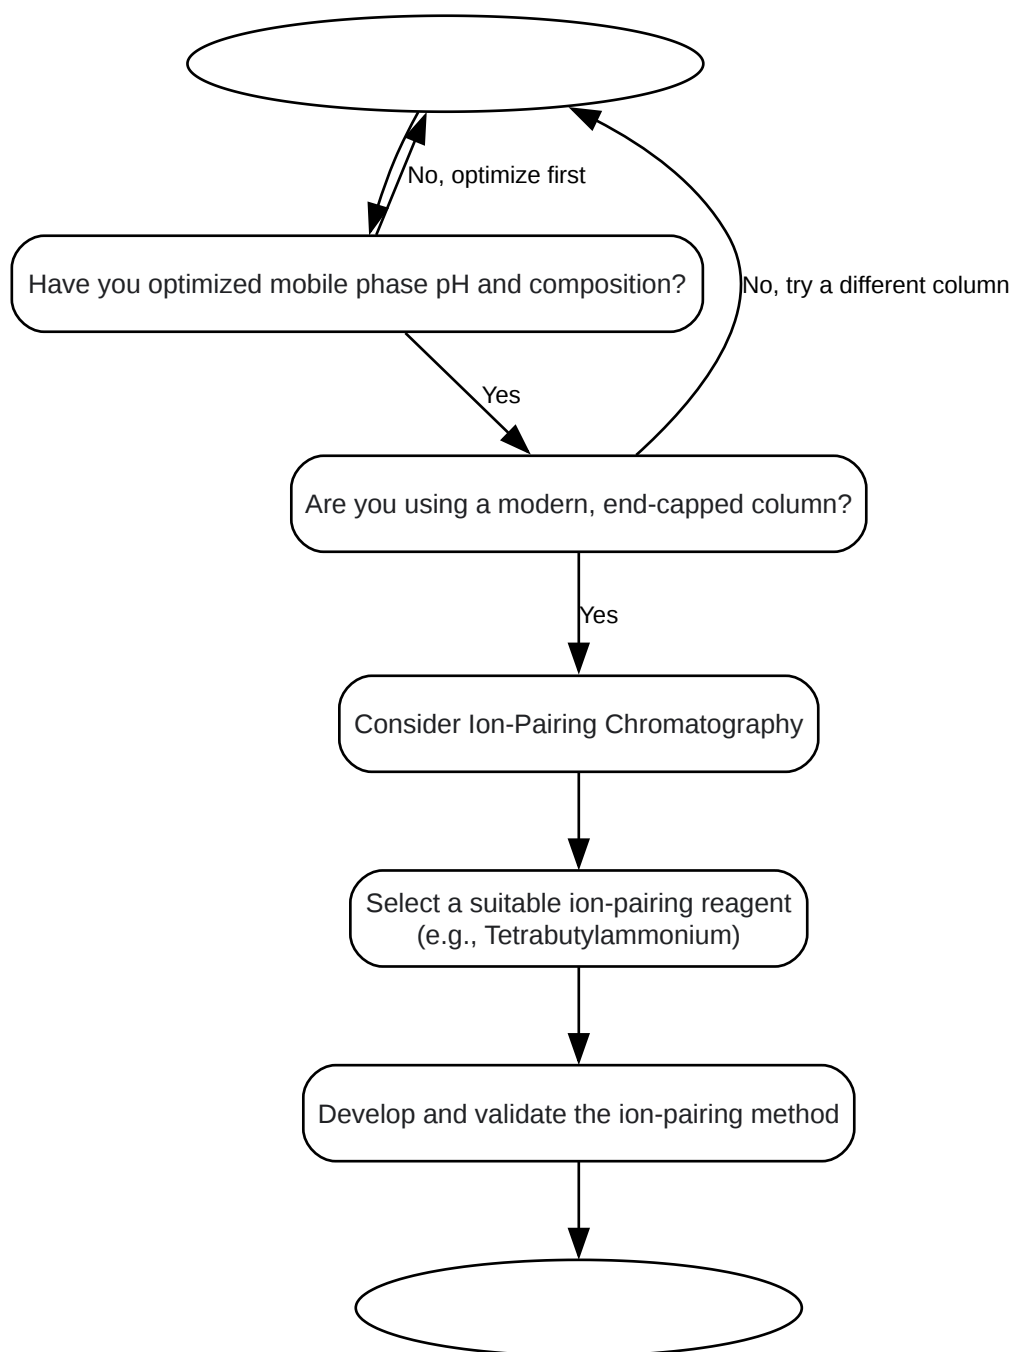 No, optimize first
Have you optimized mobile phase pH and composition?
No, try a different column
Yes
Are you using a modern, end-capped column?
Yes
Consider Ion-Pairing Chromatography
Select a suitable ion-pairing reagent
(e.g., Tetrabutylammonium)
Develop and validate the ion-pairing method